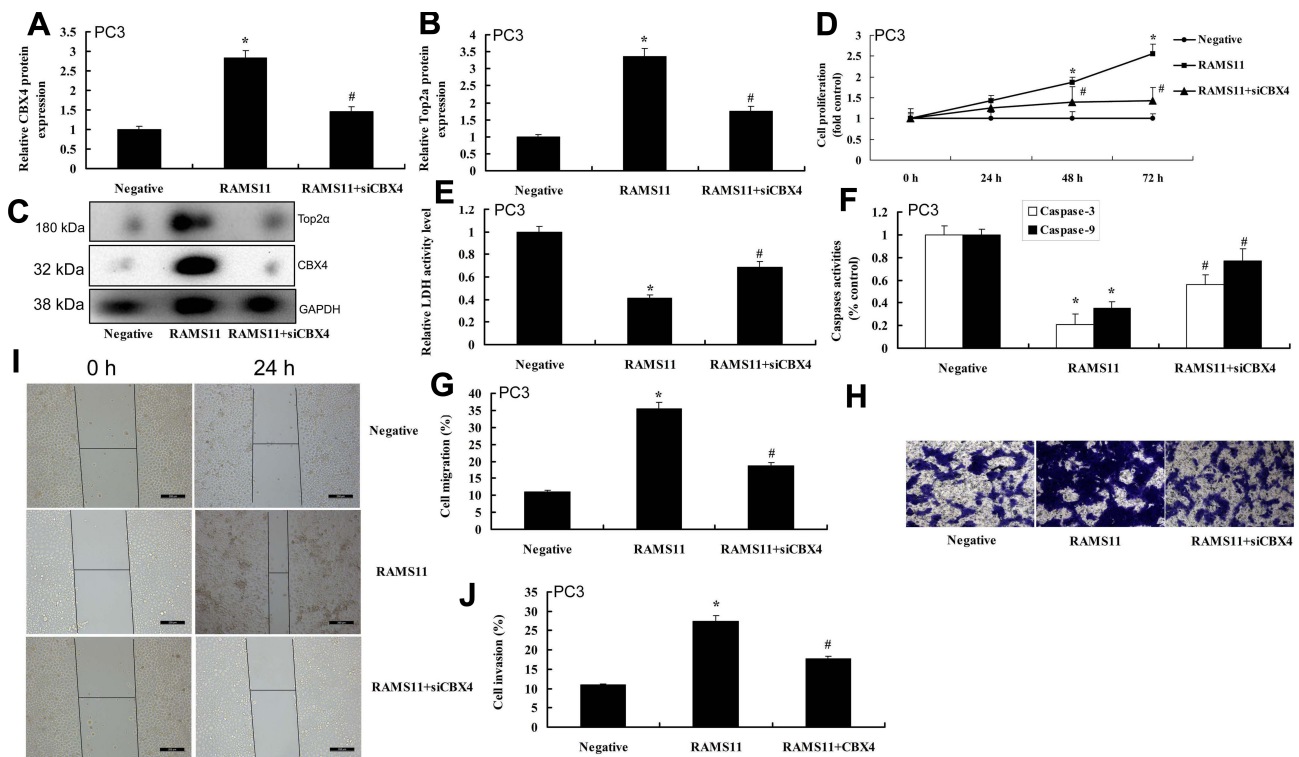 A
PC3
Relative CBX4 protein
expression
3.5
3
2.5
2
1.5
1
0.5
0
*
#
Negative
RAMS11
RAMS11+siCBX4
B
PC3
Relative Top2a protein
expression
4
3.5
3
2.5
2
1.5
1
0.5
0
*
#
Negative
RAMS11
RAMS11+siCBX4
D
PC3
Cell proliferation
(fold control)
3
2.5
2
1.5
1
0.5
0
*
*
#
#
0 h
24 h
48 h
72 h
Negative
RAMS11
RAMS11+siCBX4
C
180 kDa
Top2α
32 kDa
CBX4
38 kDa
GAPDH
Negative
RAMS11
RAMS11+siCBX4
E
PC3
Relative LDH activity level
1.2
1
0.8
0.6
0.4
0.2
0
*
#
Negative
RAMS11
RAMS11+siCBX4
F
PC3
Caspases activities
(% control)
1.2
1
0.8
0.6
0.4
0.2
0
Caspase-3
Caspase-9
*
*
#
#
Negative
RAMS11
RAMS11+siCBX4
I
0 h
24 h
Negative
RAMS11
RAMS11+siCBX4
G
PC3
Cell migration (%)
40
35
30
25
20
15
10
5
0
*
#
Negative
RAMS11
RAMS11+siCBX4
H
Negative
RAMS11
RAMS11+siCBX4
J
PC3
Cell invasion (%)
35
30
25
20
15
10
5
0
*
#
Negative
RAMS11
RAMS11+CBX4